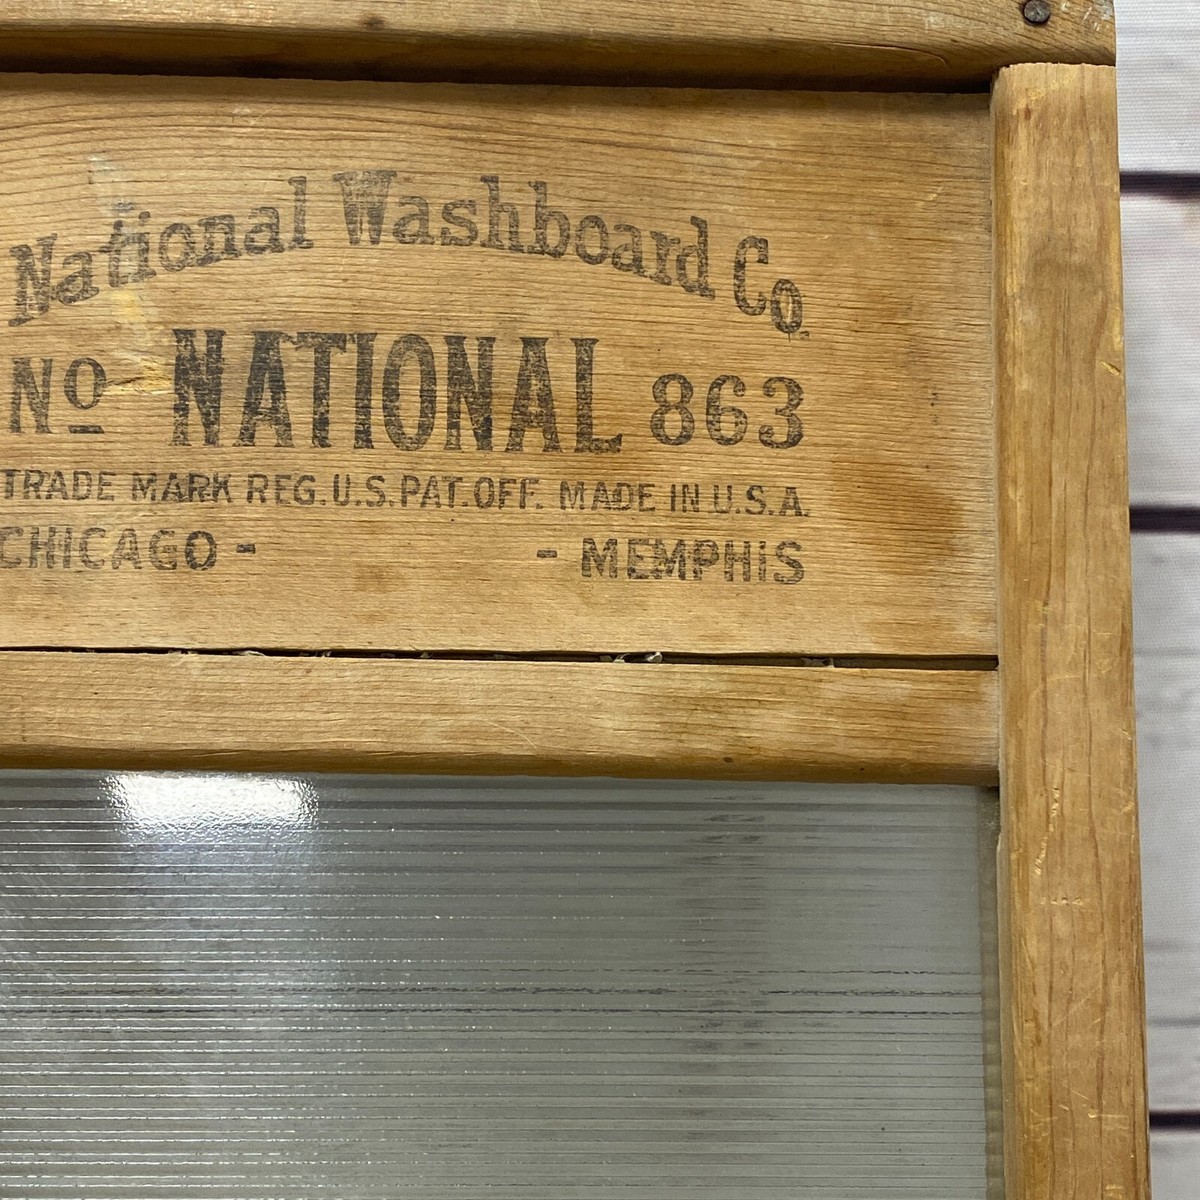 National Washboard Co.
No NATIONAL 863
TRADE MARK REG. U.S. PAT. OFF. MADE IN U.S.A.
CHICAGO - - MEMPHIS